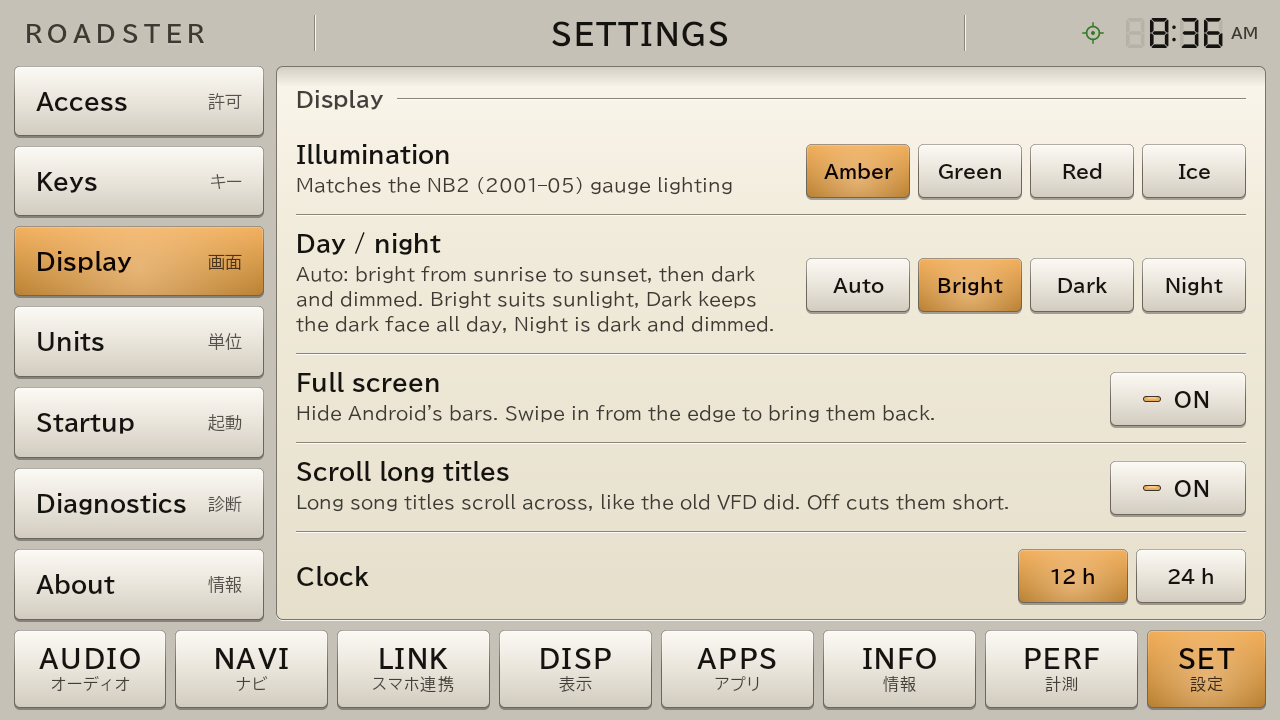 ROADSTER
SETTINGS
8:36 AM
Access 許可
Keys キー
Display 画面
Units 単位
Startup 起動
Diagnostics 診断
About 情報
Display
Illumination
Matches the NB2 (2001–05) gauge lighting
Amber Green Red Ice
Day / night
Auto: bright from sunrise to sunset, then dark
and dimmed. Bright suits sunlight, Dark keeps
the dark face all day, Night is dark and dimmed.
Auto Bright Dark Night
Full screen
Hide Android’s bars. Swipe in from the edge to bring them back.
ON
Scroll long titles
Long song titles scroll across, like the old VFD did. Off cuts them short.
ON
Clock
12 h 24 h
AUDIO
オーディオ
NAVI
ナビ
LINK
スマホ連携
DISP
表示
APPS
アプリ
INFO
情報
PERF
計測
SET
設定